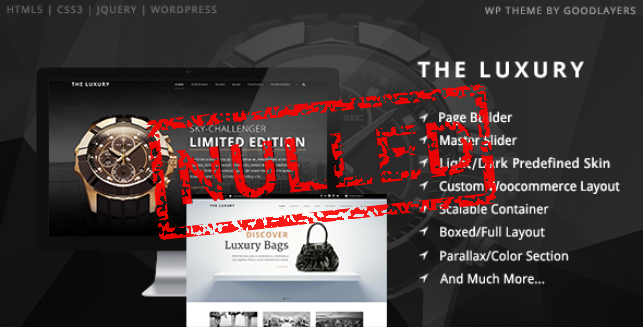 HTML5 | CSS3 | JQUERY | WORDPRESS
WP THEME BY GOODLAYERS
THE LUXURY
Page Builder
Master Slider
Light/Dark Predefined Skin
Custom Woocommerce Layout
Scalable Container
Boxed/Full Layout
Parallax/Color Section
And Much More...
NULLED
THE LUXURY
SKY-CHALLENGER
LIMITED EDITION
THE LUXURY
DISCOVER
Luxury Bags